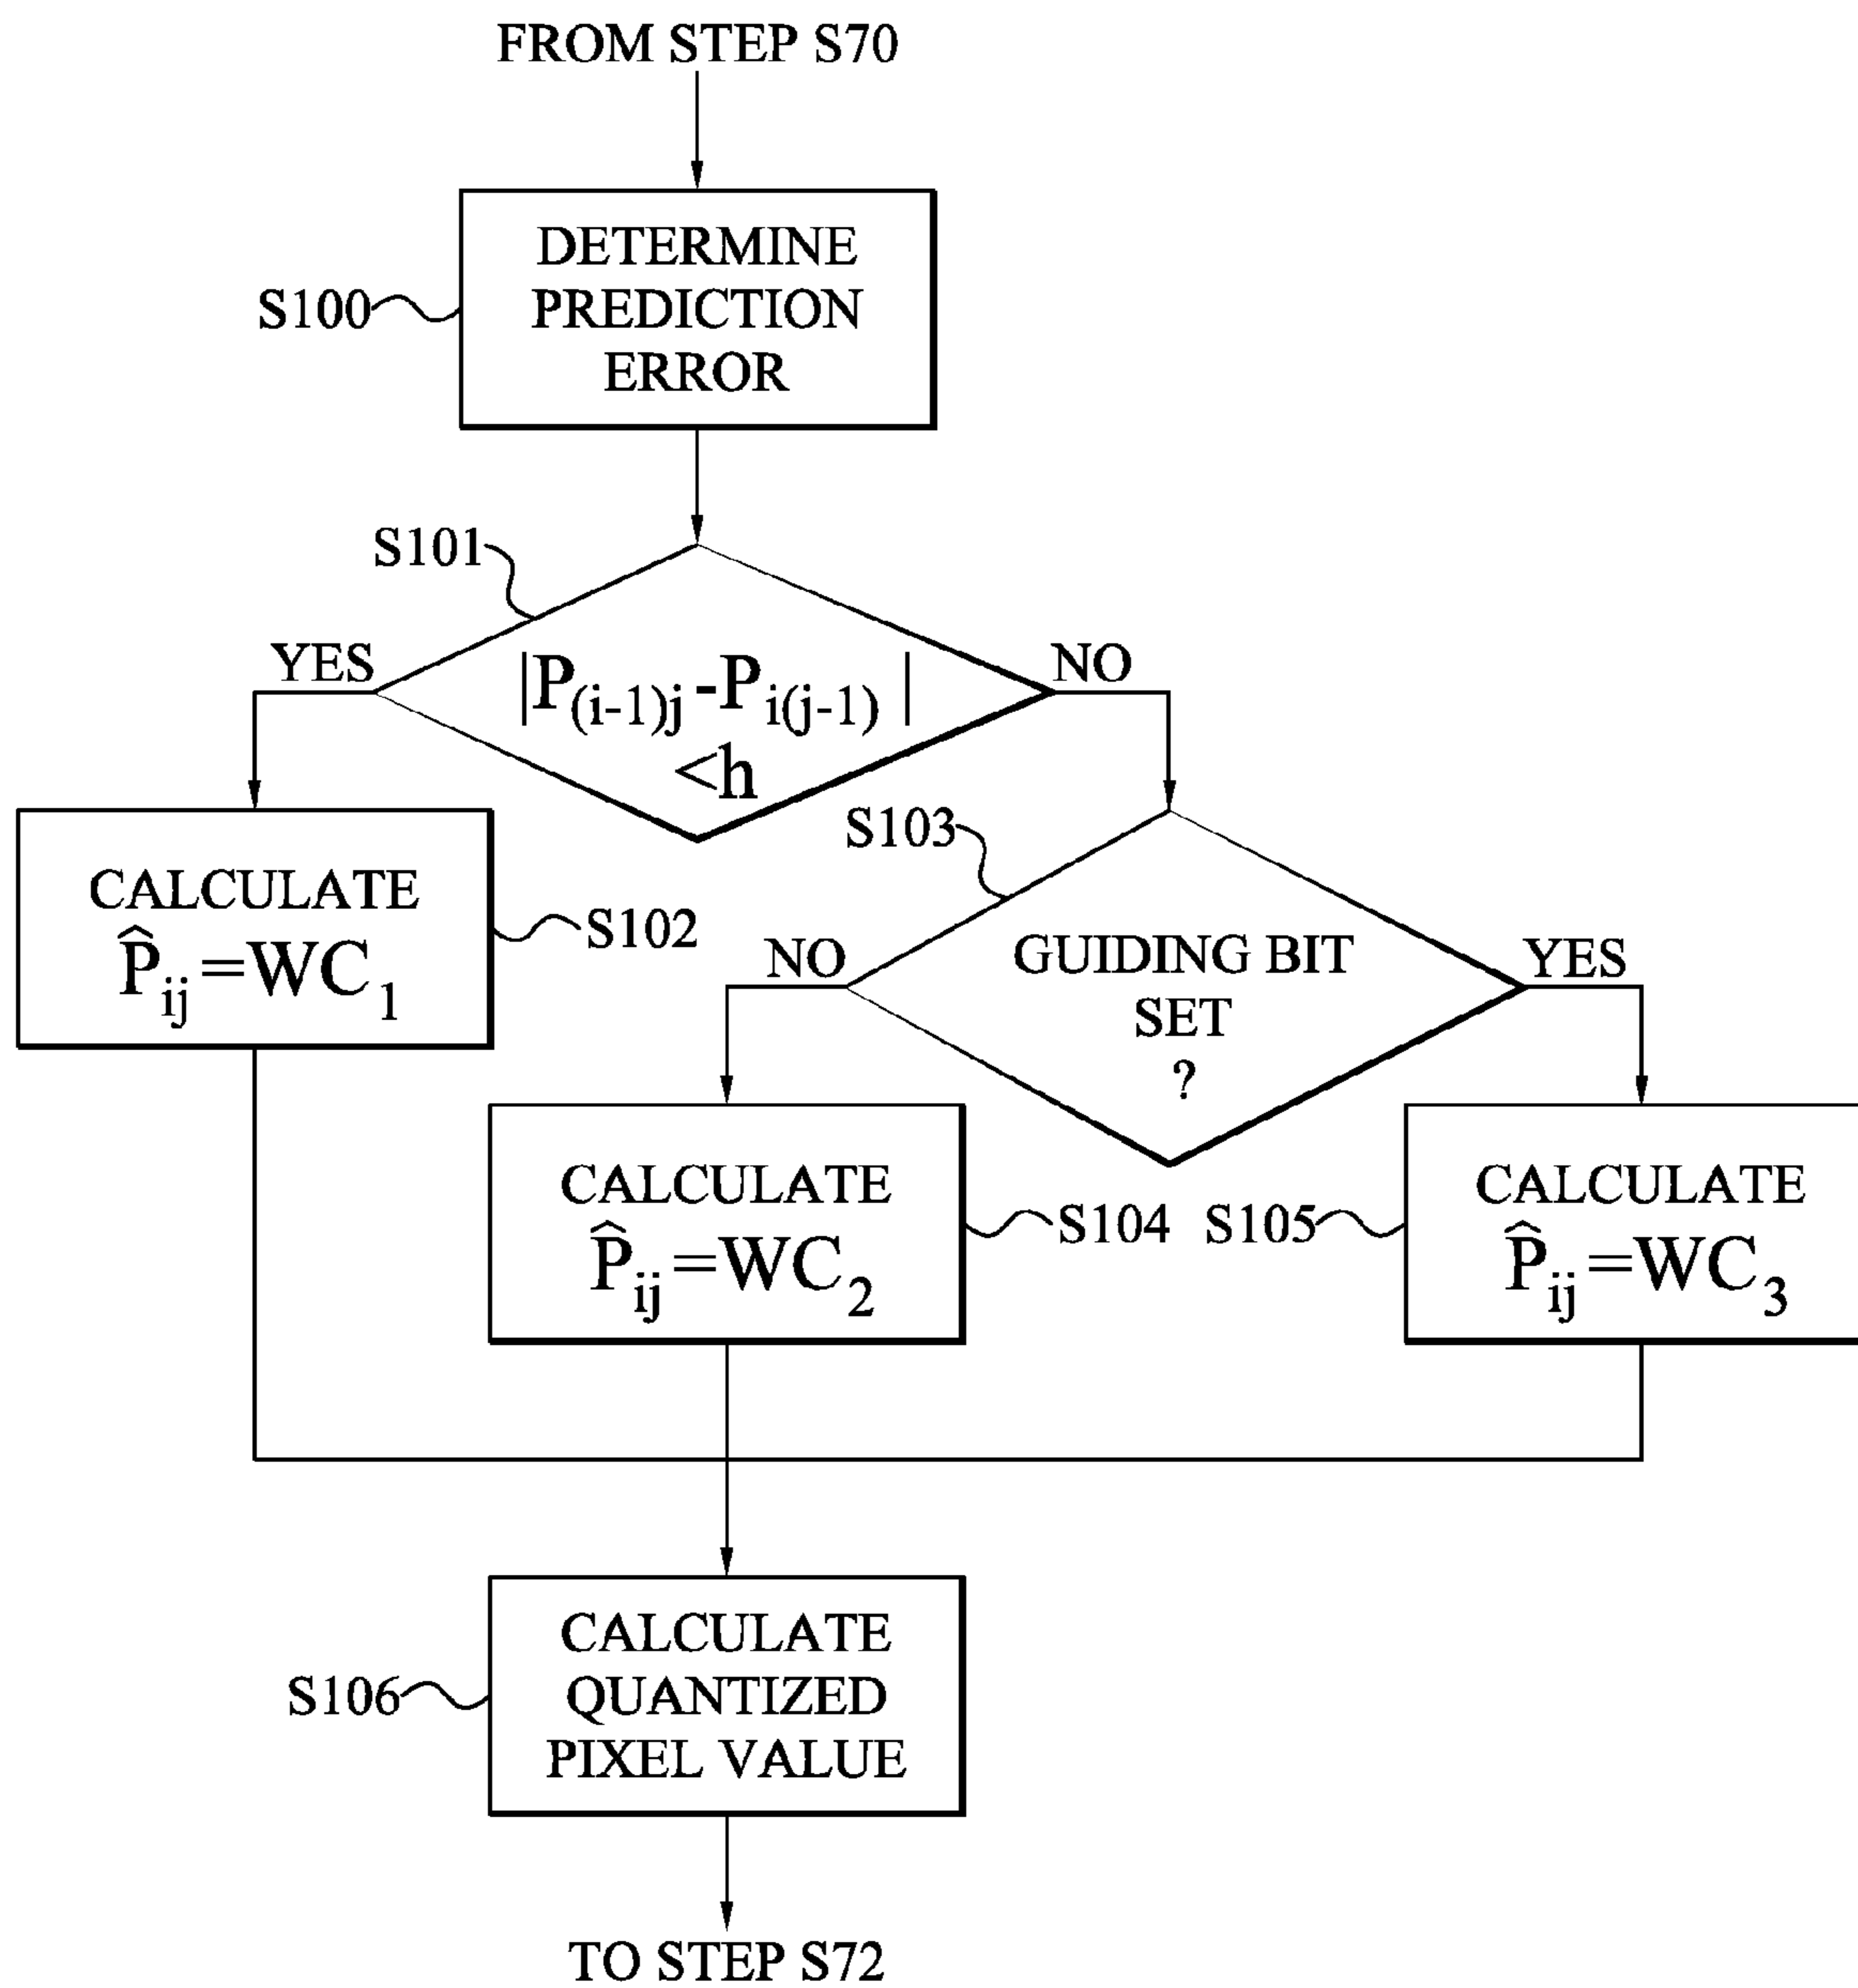 FROM STEP S70
DETERMINE
PREDICTION
ERROR
S100
S101
YES
NO
|P(i-1)j-Pi(j-1)|
<h
S103
CALCULATE
P̂ij=WC1
S102
NO
GUIDING BIT
SET
?
YES
CALCULATE
P̂ij=WC2
S104
S105
CALCULATE
P̂ij=WC3
S106
CALCULATE
QUANTIZED
PIXEL VALUE
TO STEP S72